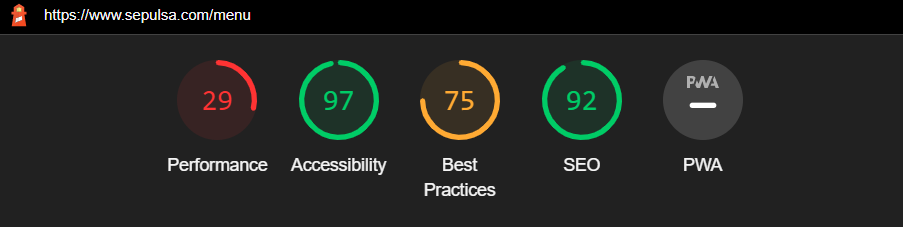 https://www.sepulsa.com/menu
29 97 75 92 PWA
Performance Accessibility Best Practices SEO PWA